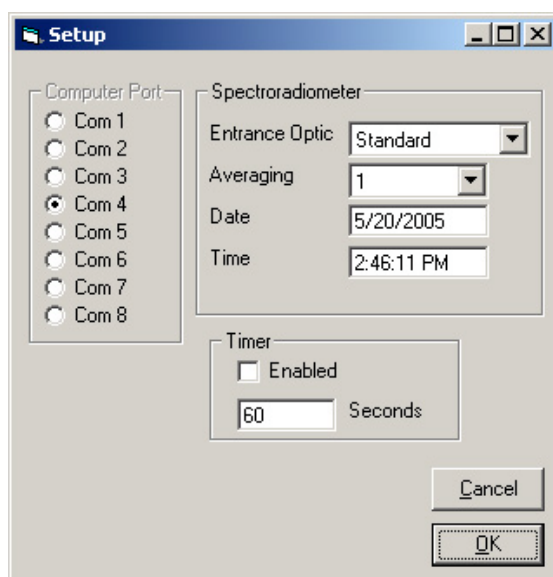 Setup
Computer Port
Com 1
Com 2
Com 3
Com 4
Com 5
Com 6
Com 7
Com 8
Spectroradiometer
Entrance Optic Standard
Averaging 1
Date 5/20/2005
Time 2:46:11 PM
Timer
Enabled
60 Seconds
Cancel
OK